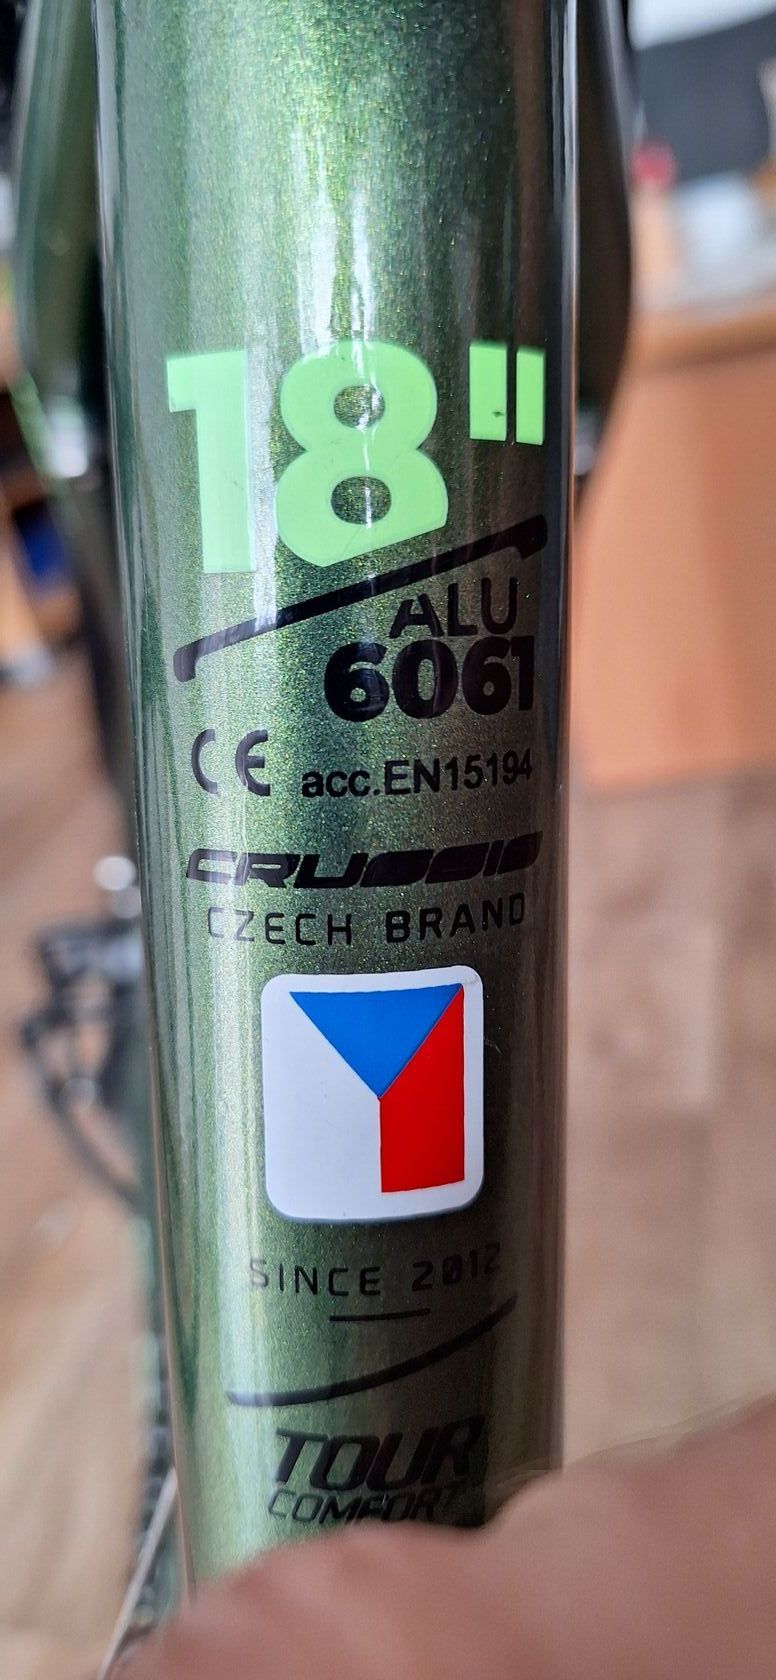 18"
ALU
6061
CE acc.EN15194
CRUSSIS
CZECH BRAND
SINCE 2012
TOUR
COMFORT